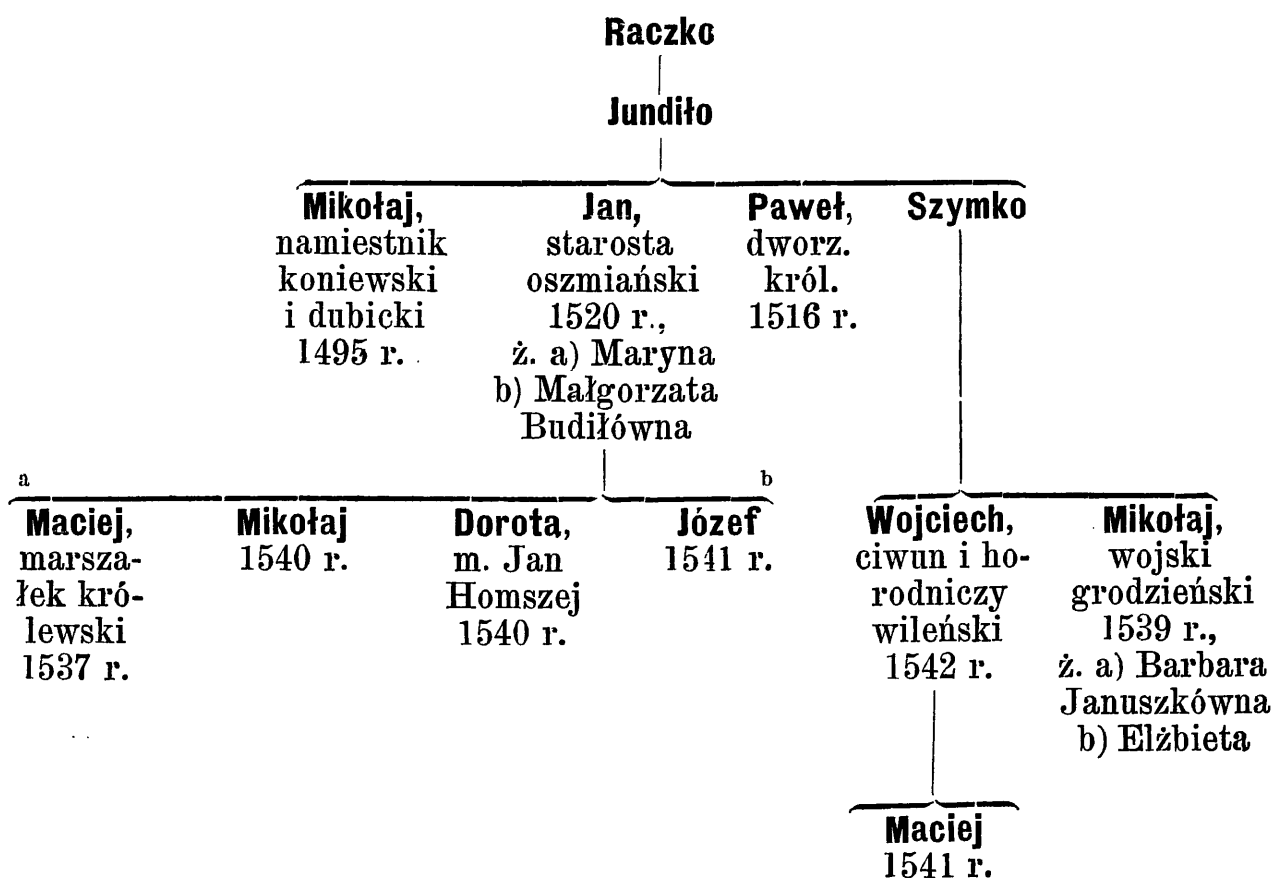 Raczko
Jundiło
Mikołaj,
namiestnik
koniewski
i dubicki
1495 r.
Jan,
starosta
oszmiański
1520 r.,
ż. a) Maryna
b) Małgorzata
Budiłówna
Paweł,
dworz.
król.
1516 r.
Szymko
a
b
Maciej,
marsza-
łek kró-
lewski
1537 r.
Mikołaj
1540 r.
Dorota,
m. Jan
Homszej
1540 r.
Józef
1541 r.
Wojciech,
ciwun i ho-
rodniczy
wileński
1542 r.
Mikołaj,
wojski
grodzieński
1539 r.,
ż. a) Barbara
Januszkówna
b) Elżbieta
Maciej
1541 r.